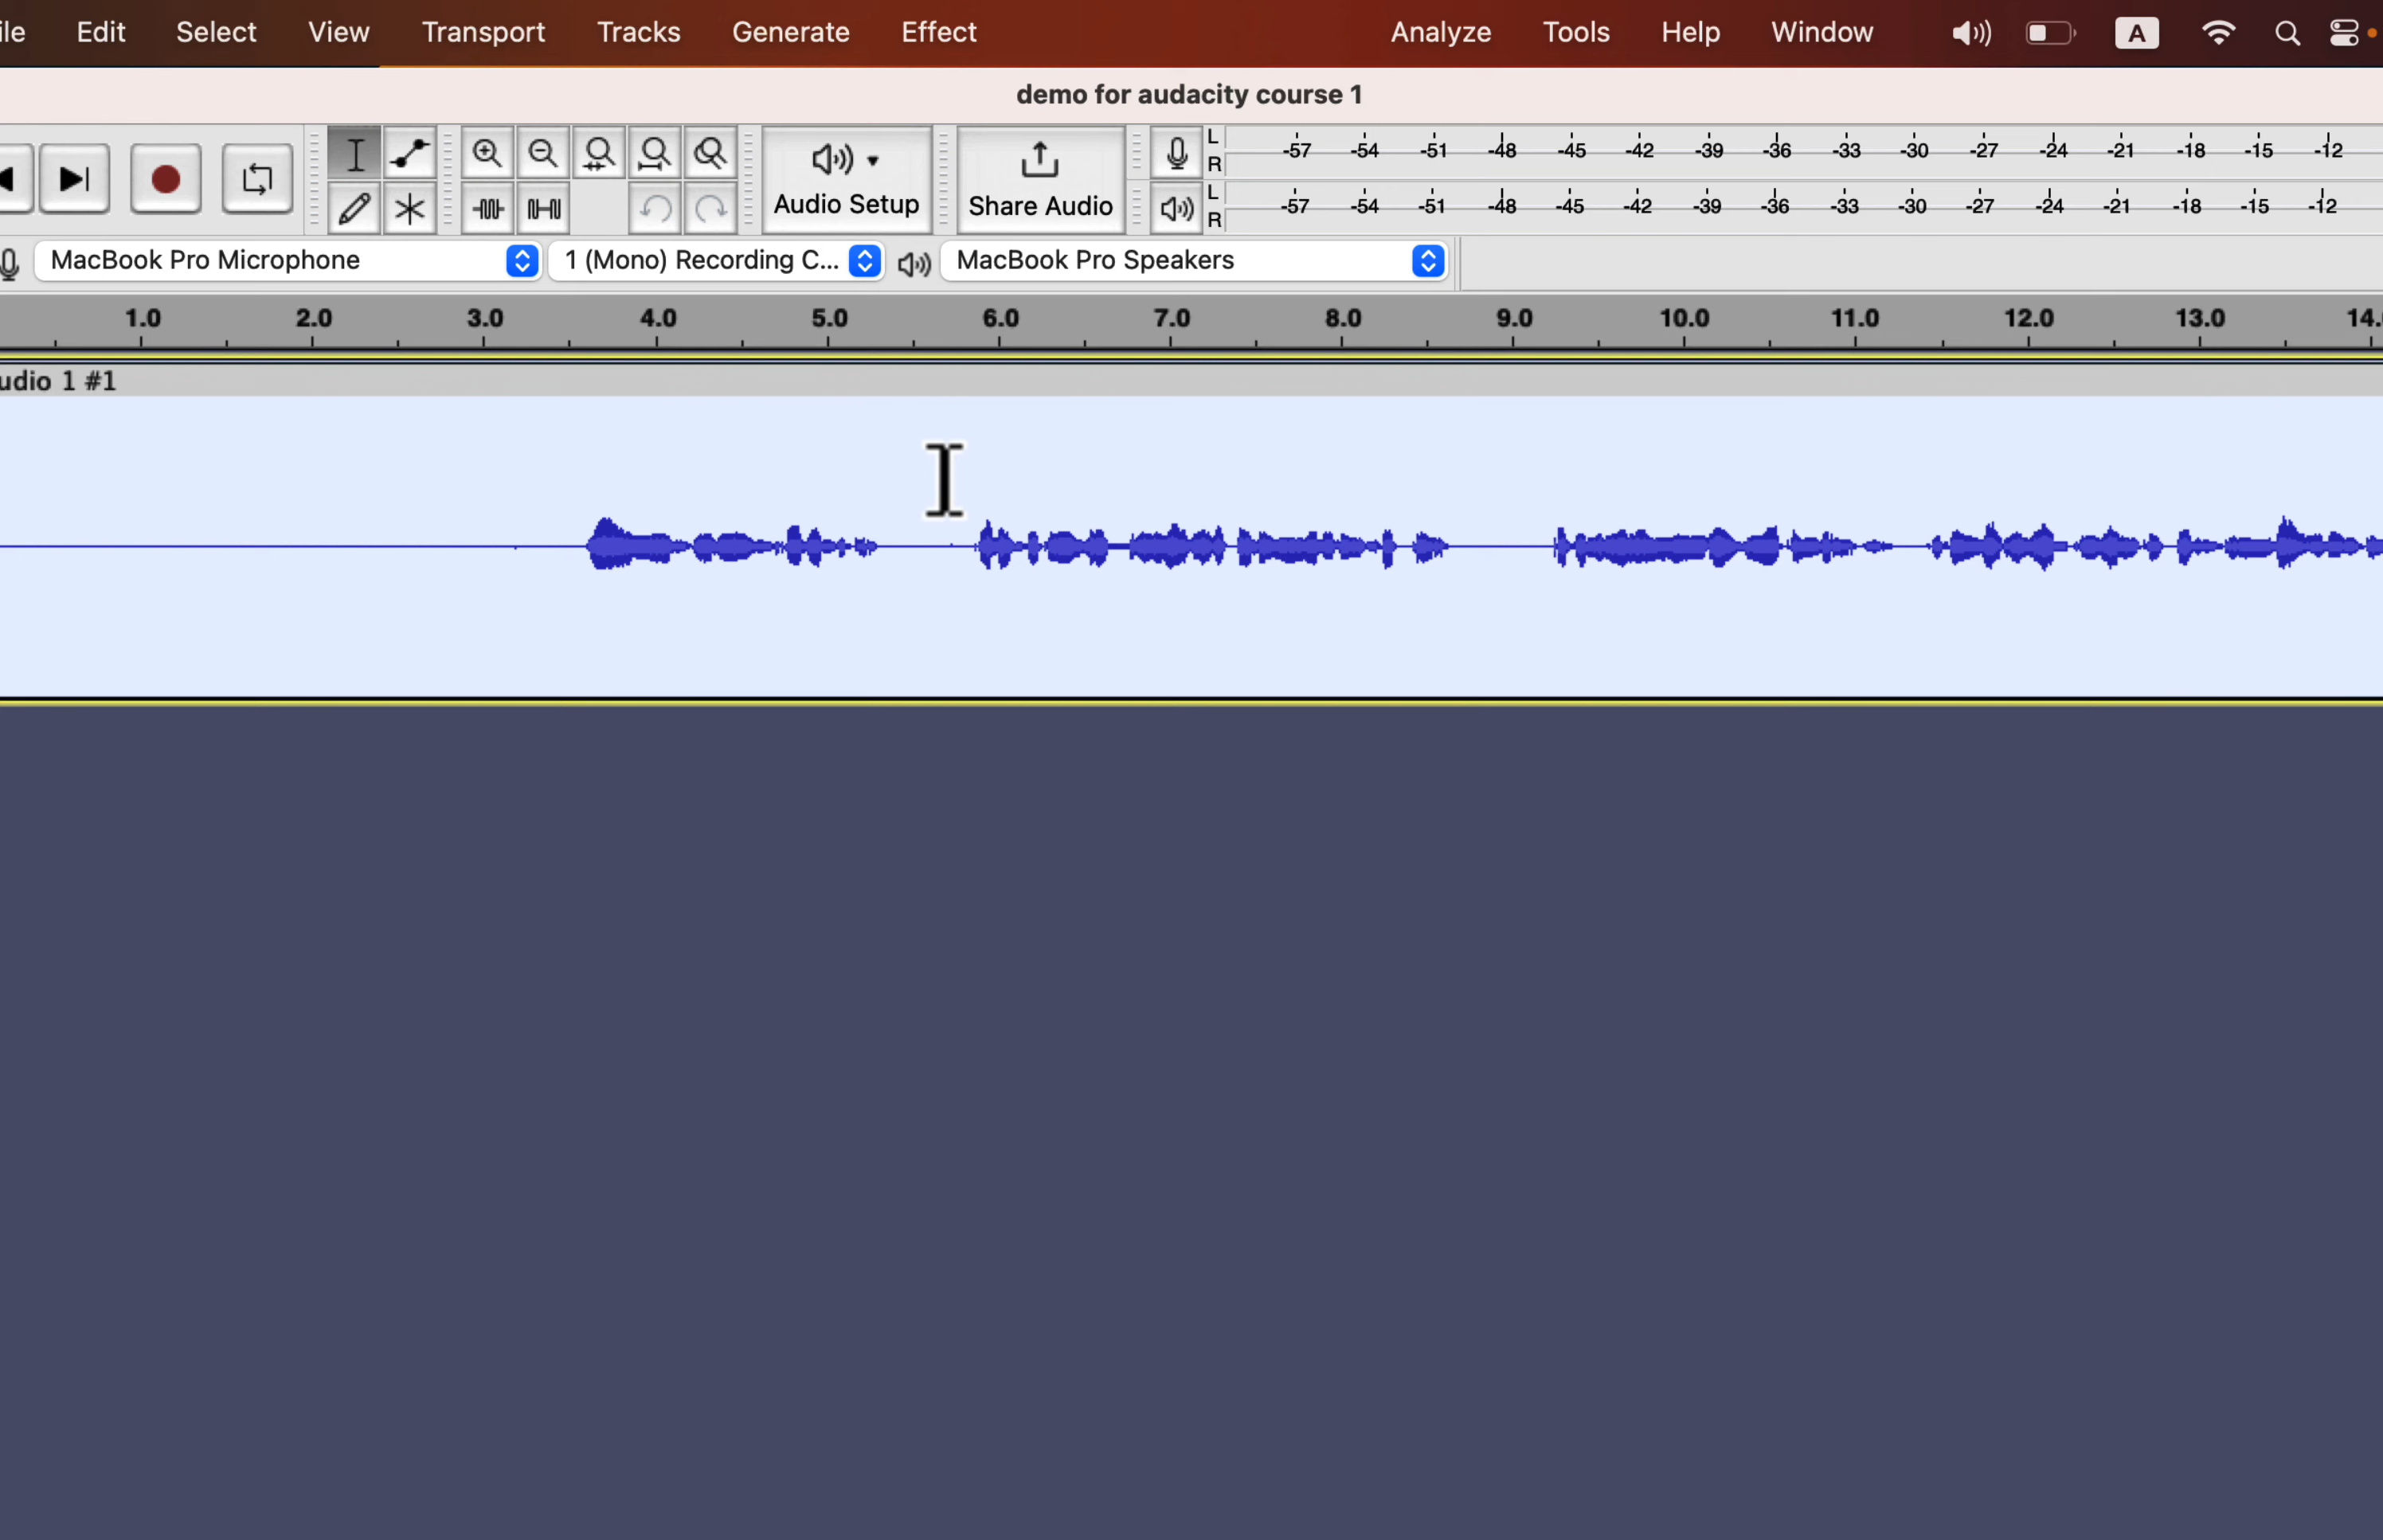 ile Edit Select View Transport Tracks Generate Effect Analyze Tools Help Window A
demo for audacity course 1
Audio Setup
Share Audio
L -57 -54 -51 -48 -45 -42 -39 -36 -33 -30 -27 -24 -21 -18 -15 -12
R
L -57 -54 -51 -48 -45 -42 -39 -36 -33 -30 -27 -24 -21 -18 -15 -12
R
MacBook Pro Microphone 1 (Mono) Recording C... MacBook Pro Speakers
1.0 2.0 3.0 4.0 5.0 6.0 7.0 8.0 9.0 10.0 11.0 12.0 13.0 14.
udio 1 #1